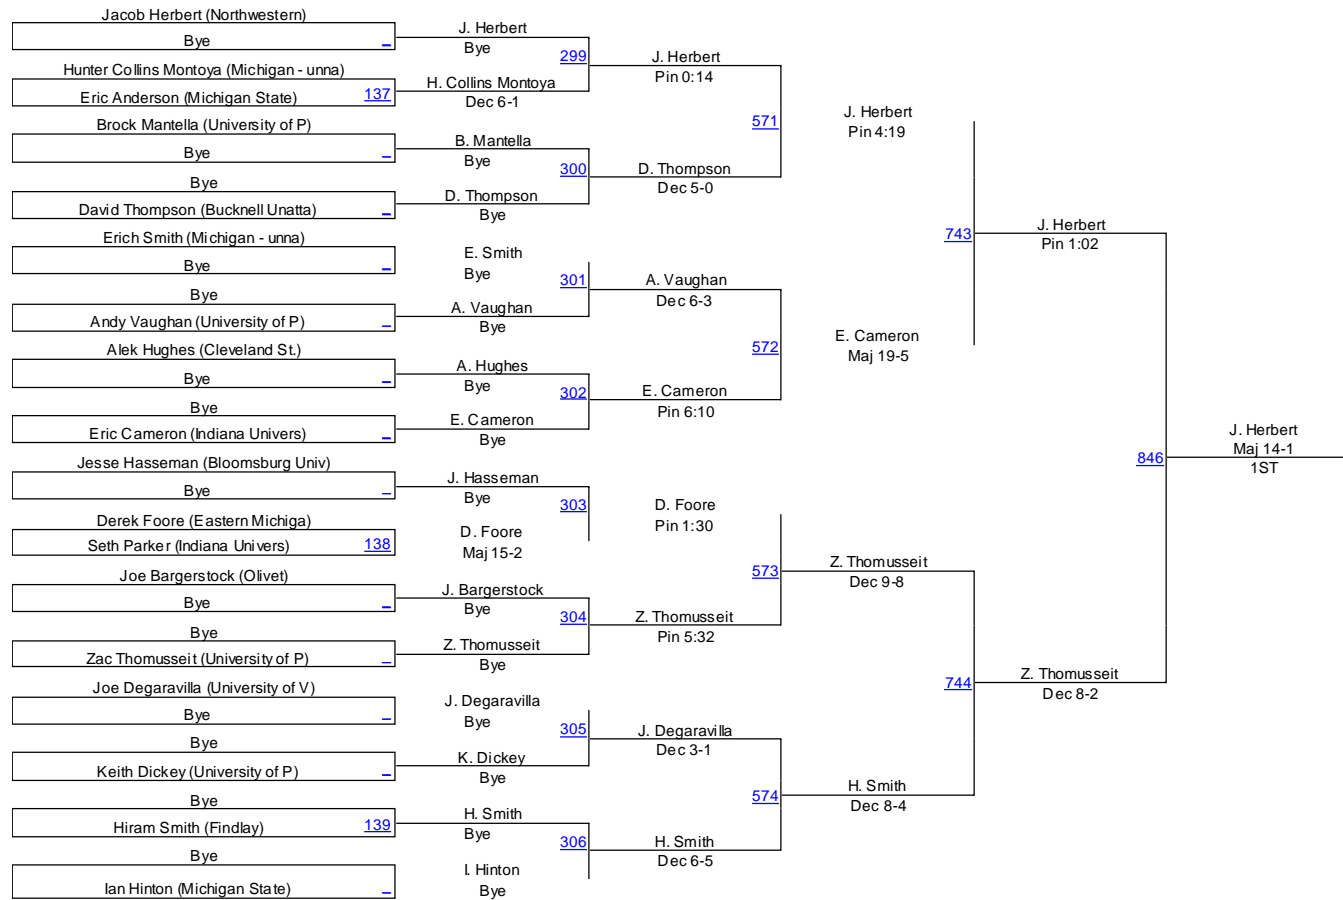 Jacob Herbert (Northwestern)
Bye
Hunter Collins Montoya (Michigan - unna)
Eric Anderson (Michigan State) 137
Brock Mantella (University of P)
Bye
Bye
David Thompson (Bucknell Unatta)
Erich Smith (Michigan - unna)
Bye
Bye
Andy Vaughan (University of P)
Alek Hughes (Cleveland St.)
Bye
Bye
Eric Cameron (Indiana Univers)
Jesse Hasseman (Bloomsburg Univ)
Bye
Derek Foore (Eastern Michiga)
Seth Parker (Indiana Univers) 138
Joe Bargerstock (Olivet)
Bye
Bye
Zac Thomusseit (University of P)
Joe Degaravilla (University of V)
Bye
Bye
Keith Dickey (University of P)
Bye
Hiram Smith (Findlay) 139
Bye
Ian Hinton (Michigan State)
J. Herbert
Bye
299
H. Collins Montoya
Dec 6-1
B. Mantella
Bye
300
D. Thompson
Bye
E. Smith
Bye
301
A. Vaughan
Bye
A. Hughes
Bye
302
E. Cameron
Bye
J. Hasseman
Bye
303
D. Foore
Maj 15-2
J. Bargerstock
Bye
304
Z. Thomusseit
Bye
J. Degaravilla
Bye
305
K. Dickey
Bye
H. Smith
Bye
306
I. Hinton
Bye
J. Herbert
Pin 0:14
571
D. Thompson
Dec 5-0
A. Vaughan
Dec 6-3
572
E. Cameron
Pin 6:10
D. Foore
Pin 1:30
573
Z. Thomusseit
Pin 5:32
J. Degaravilla
Dec 3-1
574
H. Smith
Dec 6-5
J. Herbert
Pin 4:19
743
E. Cameron
Maj 19-5
Z. Thomusseit
Dec 9-8
744
H. Smith
Dec 8-4
J. Herbert
Pin 1:02
846
Z. Thomusseit
Dec 8-2
J. Herbert
Maj 14-1
1ST